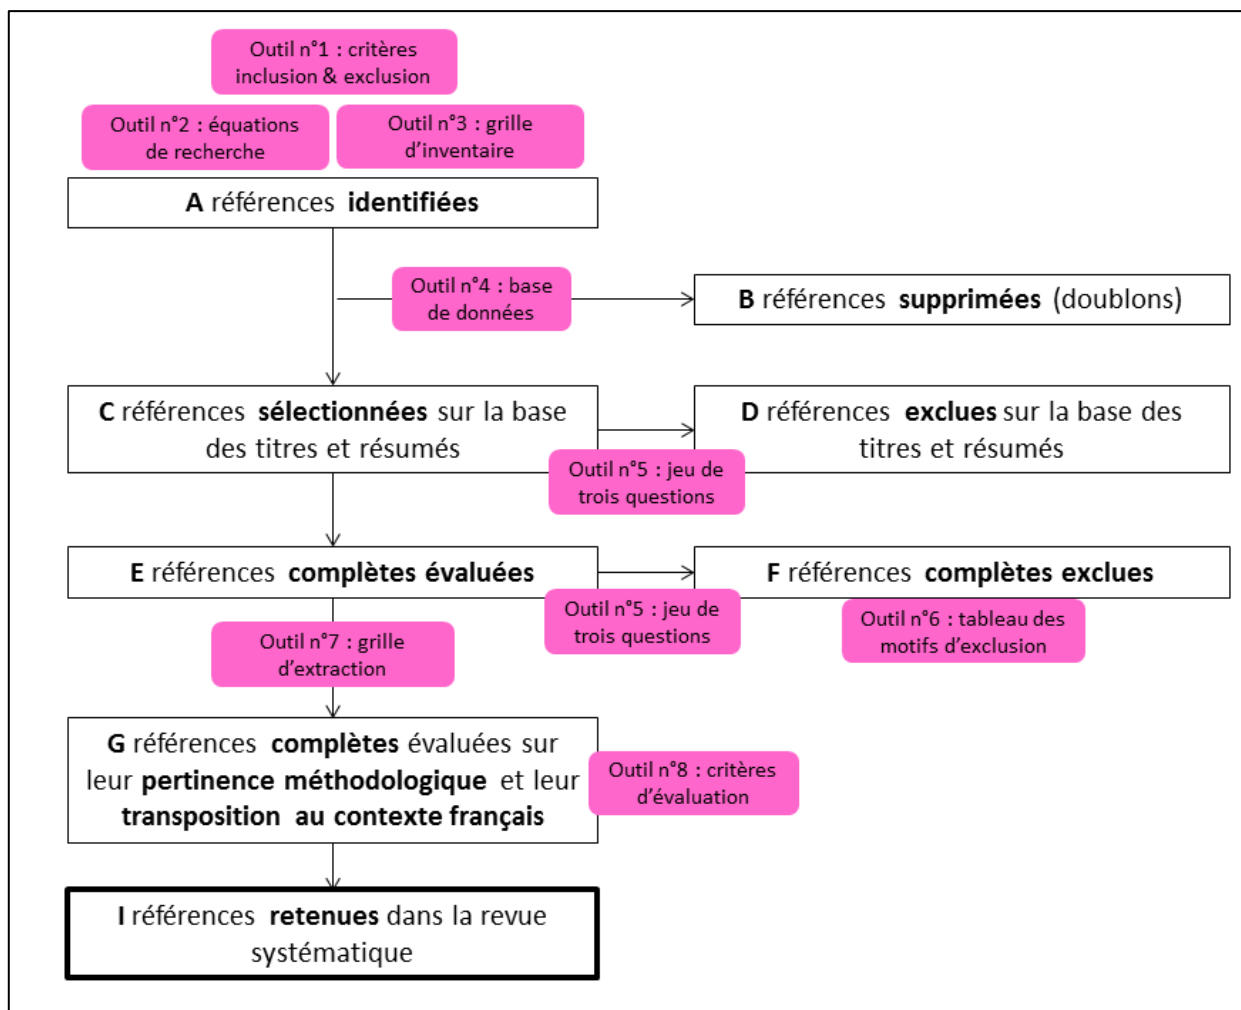 Outil n°1 : critères
inclusion & exclusion
Outil n°2 : équations
de recherche
Outil n°3 : grille
d’inventaire
A références identifiées
Outil n°4 : base
de données
B références supprimées (doublons)
C références sélectionnées sur la base
des titres et résumés
D références exclues sur la base des
titres et résumés
Outil n°5 : jeu de
trois questions
E références complètes évaluées
F références complètes exclues
Outil n°5 : jeu de
trois questions
Outil n°6 : tableau des
motifs d’exclusion
Outil n°7 : grille
d’extraction
G références complètes évaluées sur
leur pertinence méthodologique et leur
transposition au contexte français
Outil n°8 : critères
d’évaluation
I références retenues dans la revue
systématique